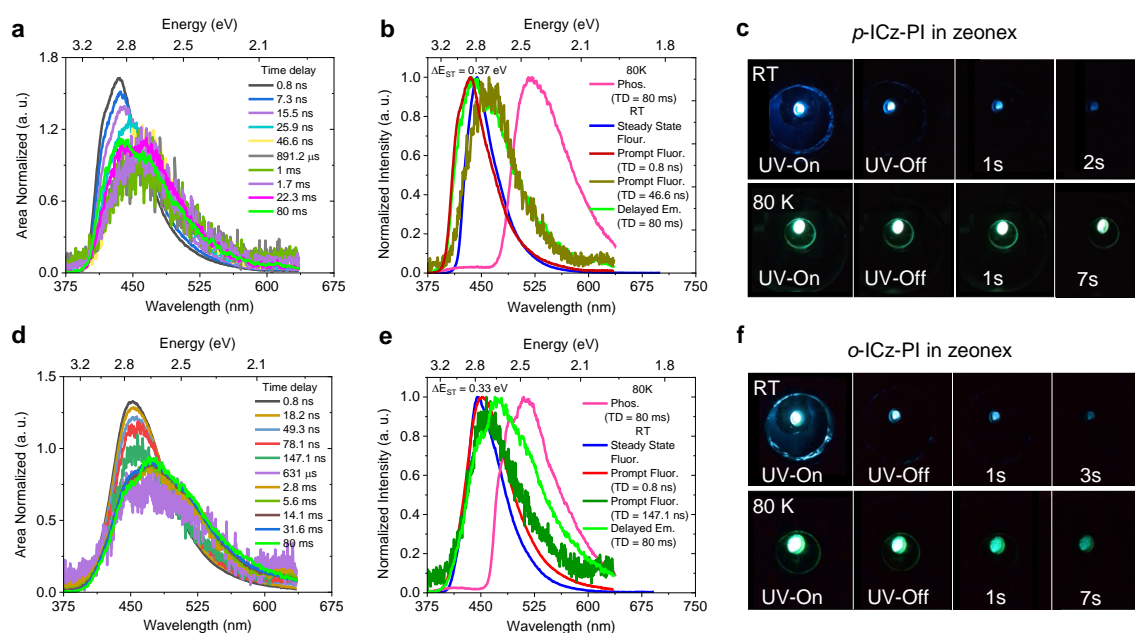 a
Energy (eV)
3.2 2.8 2.5 2.1
Area Normalized (a. u.)
1.8
1.5
1.2
0.9
0.6
0.3
0.0
Time delay
0.8 ns
7.3 ns
15.5 ns
25.9 ns
46.6 ns
891.2 µs
1 ms
1.7 ms
22.3 ms
80 ms
375 450 525 600 675
Wavelength (nm)
b
Energy (eV)
3.2 2.8 2.5 2.1 1.8
Normalized Intensity (a. u.)
1.0
0.8
0.6
0.4
0.2
0.0
ΔE_ST = 0.37 eV
80K
Phos.
(TD = 80 ms)
RT
Steady State
Flour.
Prompt Fluor.
(TD = 0.8 ns)
Prompt Fluor.
(TD = 46.6 ns)
Delayed Em.
(TD = 80 ms)
375 450 525 600 675
Wavelength (nm)
c
p-ICz-PI in zeonex
RT
UV-On UV-Off 1s 2s
80 K
UV-On UV-Off 1s 7s
d
Energy (eV)
3.2 2.8 2.5 2.1
Area Normalized (a. u.)
1.5
1.2
0.9
0.6
0.3
0.0
Time delay
0.8 ns
18.2 ns
49.3 ns
78.1 ns
147.1 ns
631 µs
2.8 ms
5.6 ms
14.1 ms
31.6 ms
80 ms
375 450 525 600 675
Wavelength (nm)
e
Energy (eV)
3.2 2.8 2.5 2.1 1.9
Normalized Intensity (a. u.)
1.0
0.8
0.6
0.4
0.2
0.0
ΔE_ST = 0.33 eV
80K
Phos.
(TD = 80 ms)
RT
Steady State
Fluor.
Prompt Fluor.
(TD = 0.8 ns)
Prompt Fluor.
(TD = 147.1 ns)
Delayed Em.
(TD = 80 ms)
375 450 525 600 675
Wavelength (nm)
f
o-ICz-PI in zeonex
RT
UV-On UV-Off 1s 3s
80 K
UV-On UV-Off 1s 7s